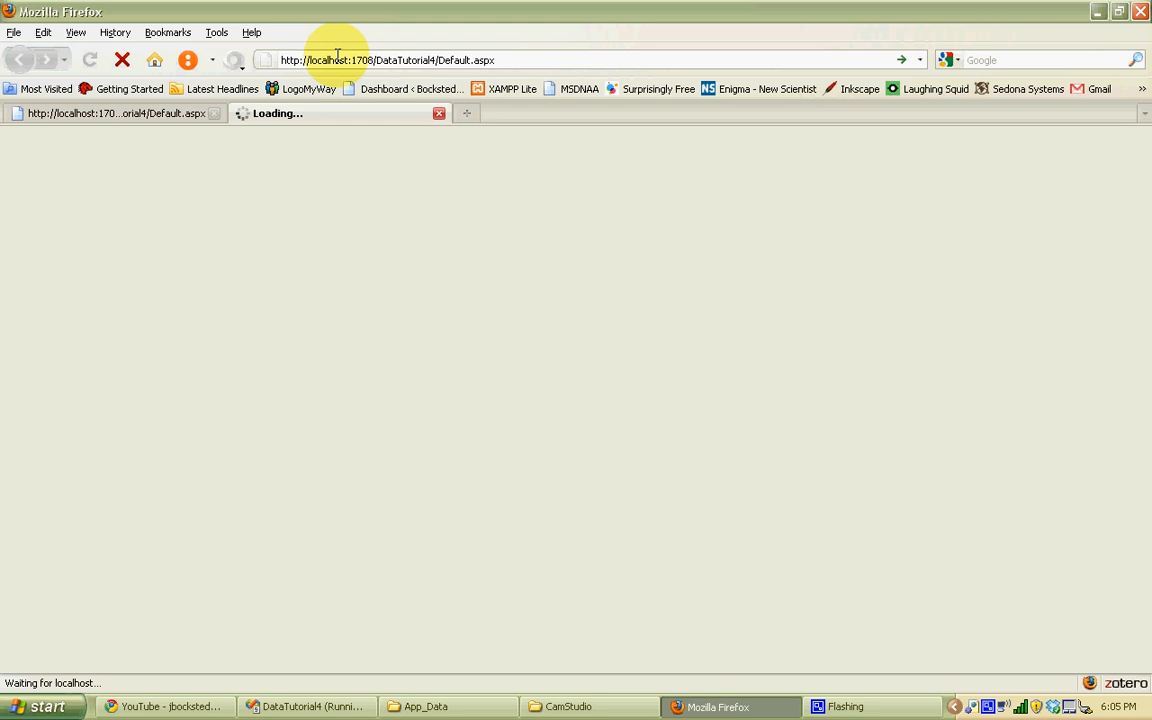 Mozilla Firefox
File Edit View History Bookmarks Tools Help
http://localhost:1708/DataTutorial4/Default.aspx
Google
Most Visited Getting Started Latest Headlines LogoMyWay Dashboard ‹ Bocksted... XAMPP Lite MSDNAA Surprisingly Free NS Enigma - New Scientist Inkscape Laughing Squid Sedona Systems Gmail »
http://localhost:170...orial4/Default.aspx Loading...
Waiting for localhost...
zotero
start YouTube - jbocksted... DataTutorial4 (Runni... App_Data CamStudio Mozilla Firefox Flashing 6:05 PM